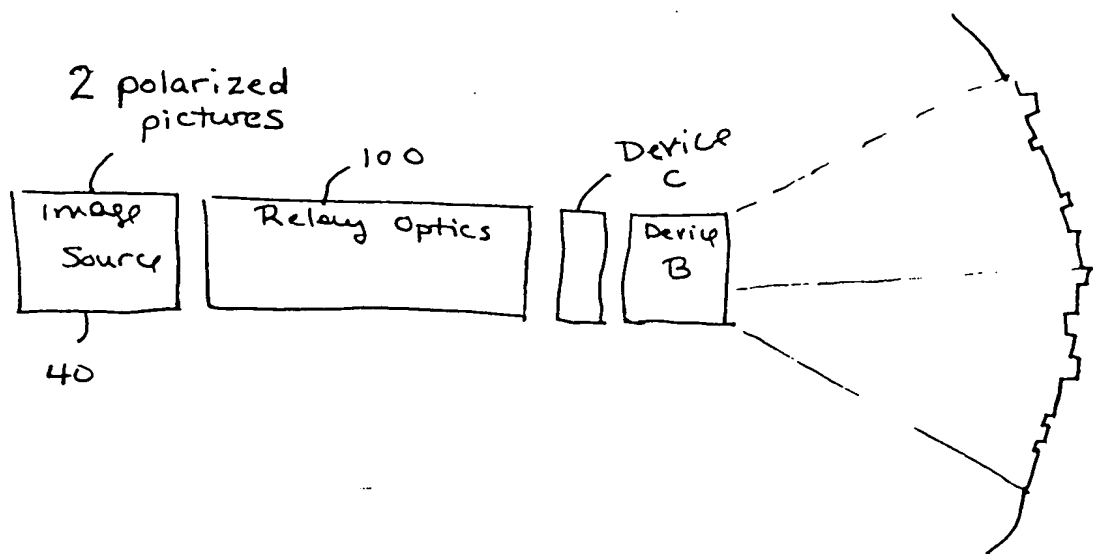 2 polarized
pictures
100
Device
C
Image
Source
Relay Optics
Device
B
40